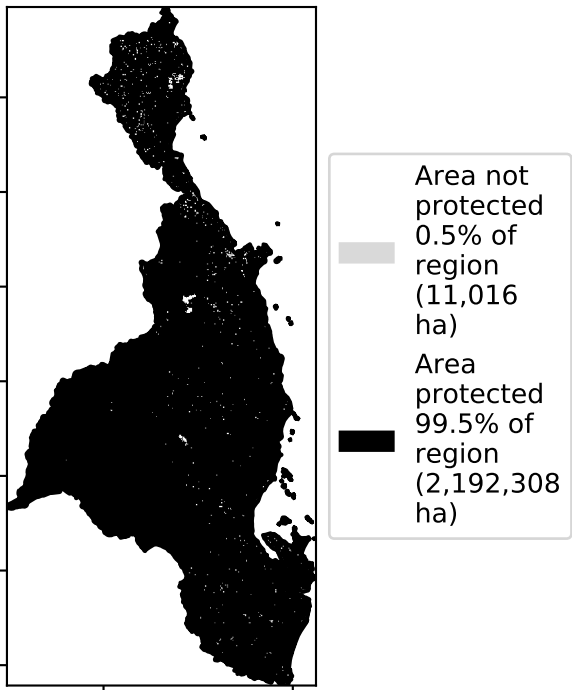 Area not
protected
0.5% of
region
(11,016
ha)
Area
protected
99.5% of
region
(2,192,308
ha)